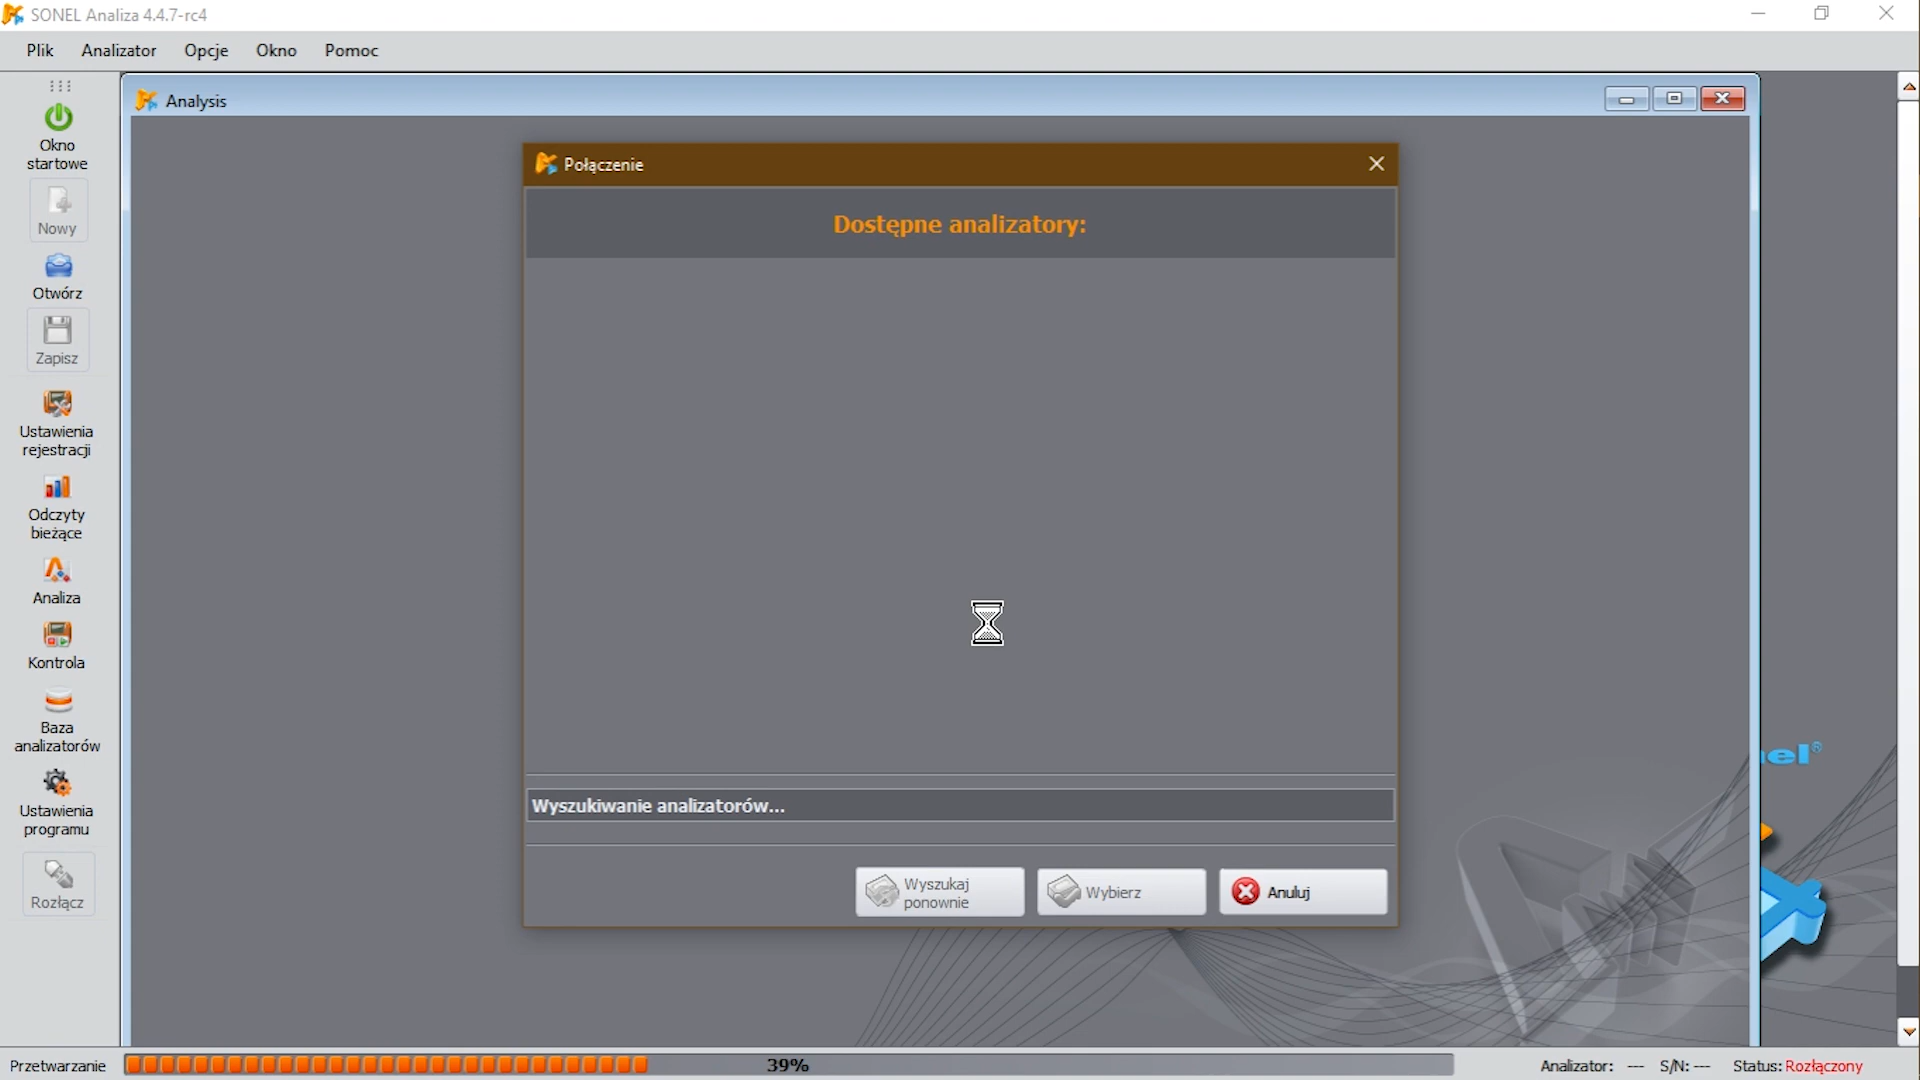 SONEL Analiza 4.4.7-rc4
Plik Analizator Opcje Okno Pomoc
Okno
startowe
Nowy
Otwórz
Zapisz
Ustawienia
rejestracji
Odczyty
bieżące
Analiza
Kontrola
Baza
analizatorów
Ustawienia
programu
Rozłącz
Analysis
Połączenie
Dostępne analizatory:
Wyszukiwanie analizatorów...
Wyszukaj
ponownie
Wybierz
Anuluj
nel®
Przetwarzanie 39% Analizator: --- S/N: --- Status: Rozłączony